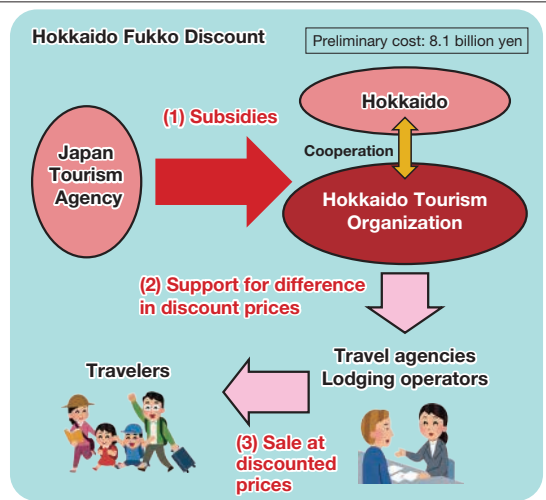 Hokkaido Fukko Discount
Preliminary cost: 8.1 billion yen
Hokkaido
(1) Subsidies
Japan
Tourism
Agency
Cooperation
Hokkaido Tourism
Organization
(2) Support for difference
in discount prices
Travel agencies
Lodging operators
Travelers
(3) Sale at
discounted
prices